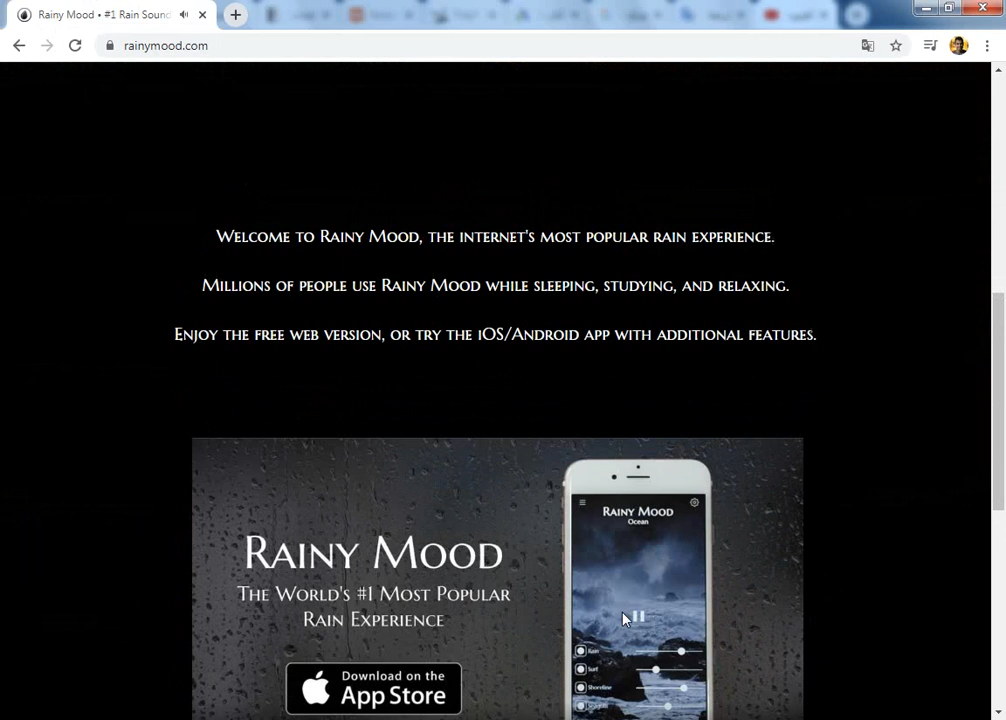 Rainy Mood • #1 Rain Sound
rainymood.com
Welcome to Rainy Mood, the internet's most popular rain experience.
Millions of people use Rainy Mood while sleeping, studying, and relaxing.
Enjoy the free web version, or try the iOS/Android app with additional features.
Rainy Mood
Ocean
Rainy Mood
The World's #1 Most Popular
Rain Experience
Rain
Surf
Shoreline
Download on the
App Store